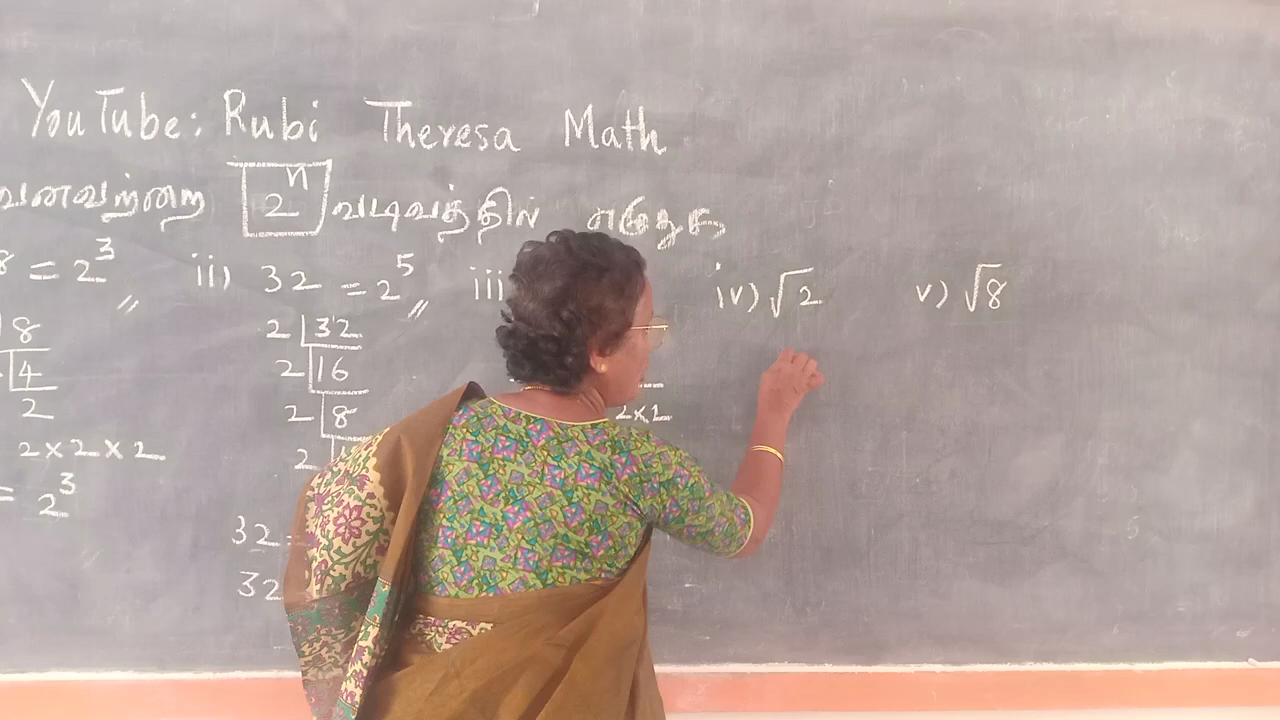 YouTube: Rubi Theresa Math
2ⁿ வடிவத்தில் எழுதுக
8 = 2³ ii) 32 = 2⁵ iii iv) √2 v) √8
8 2 32
4 2 16
2 2 8 2×2
2 × 2 × 2 2
= 2³
32 =
32